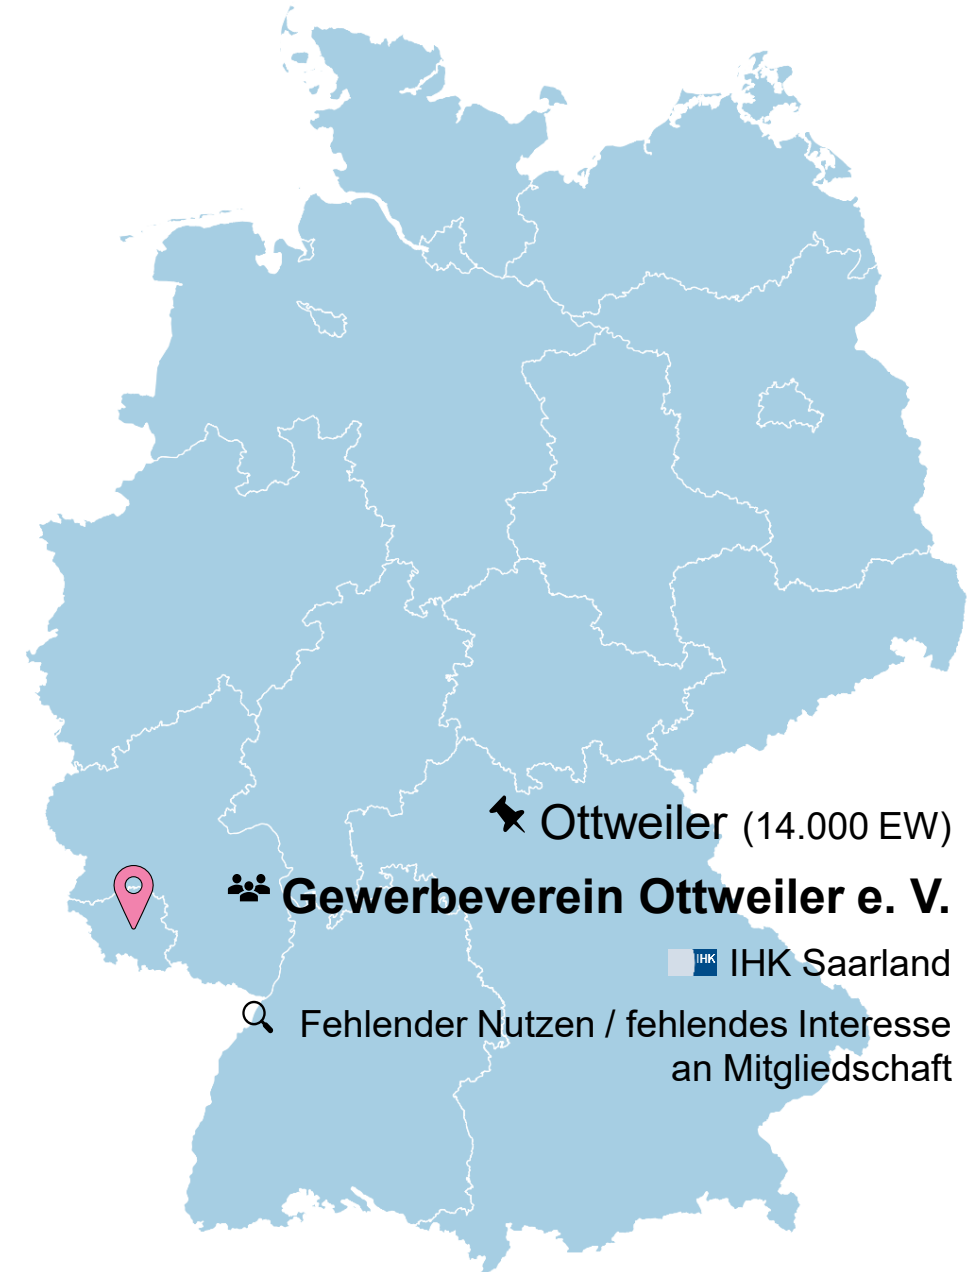 Ottweiler (14.000 EW)
Gewerbeverein Ottweiler e. V.
IHK IHK Saarland
Fehlender Nutzen / fehlendes Interesse
an Mitgliedschaft